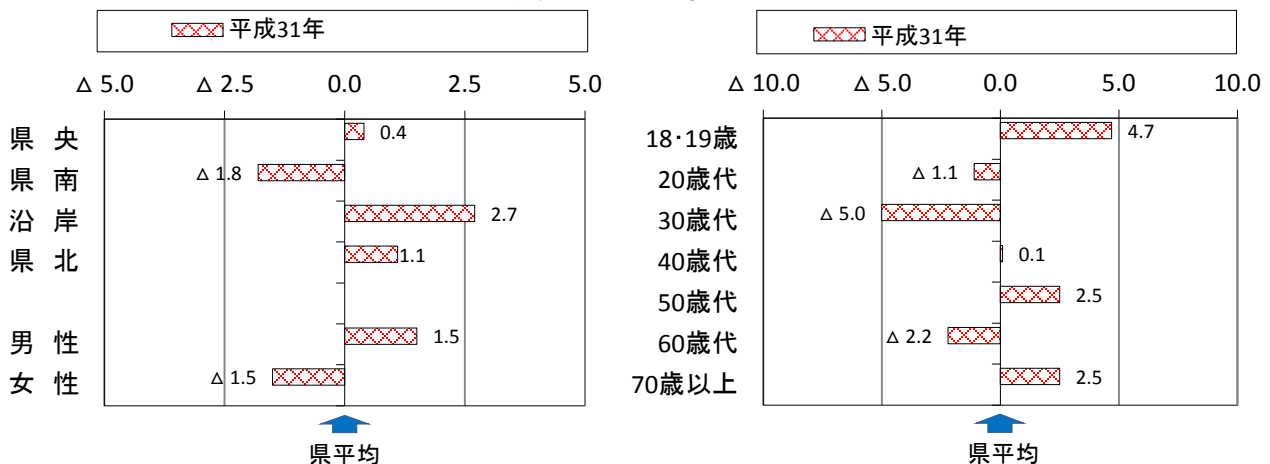 平成31年
△ 5.0 △ 2.5 0.0 2.5 5.0
県 央 0.4
県 南 △ 1.8
沿 岸 2.7
県 北 1.1
男 性 1.5
女 性 △ 1.5
県平均
平成31年
△ 10.0 △ 5.0 0.0 5.0 10.0
18･19歳 4.7
20歳代 △ 1.1
30歳代 △ 5.0
40歳代 0.1
50歳代 2.5
60歳代 △ 2.2
70歳以上 2.5
県平均